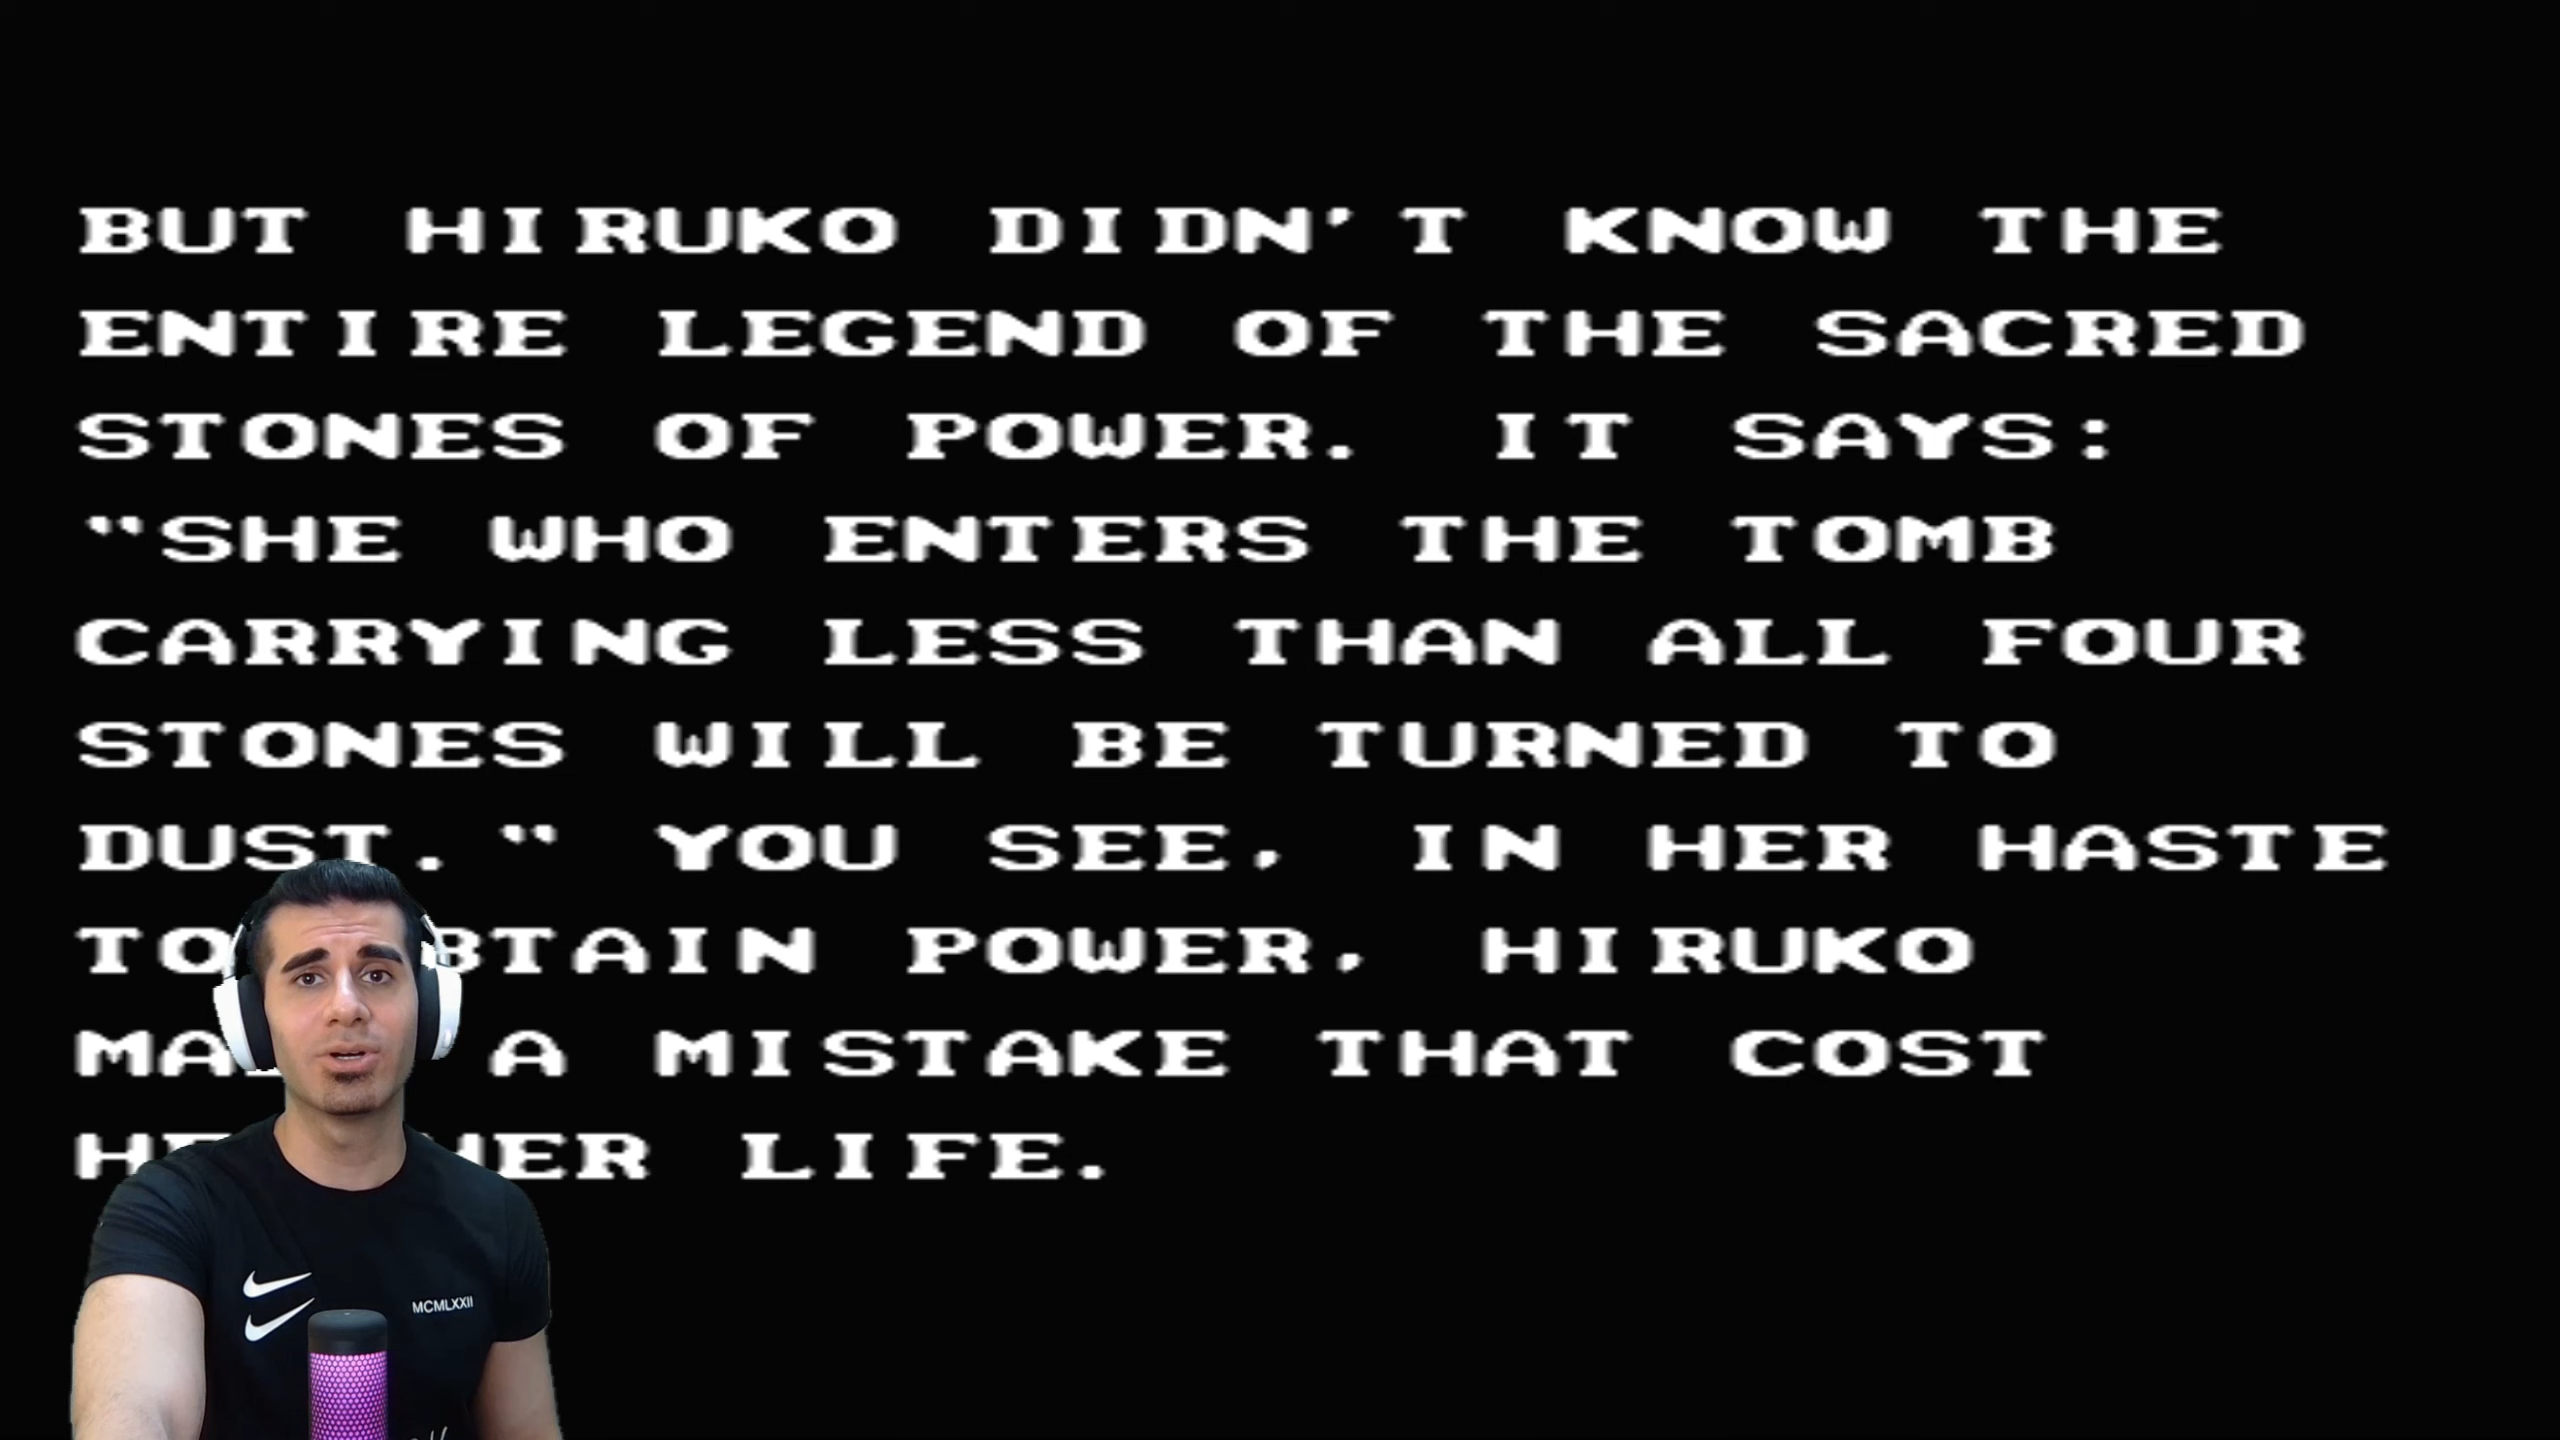 BUT HIRUKO DIDN'T KNOW THE
ENTIRE LEGEND OF THE SACRED
STONES OF POWER. IT SAYS:
"SHE WHO ENTERS THE TOMB
CARRYING LESS THAN ALL FOUR
STONES WILL BE TURNED TO
DUST." YOU SEE, IN HER HASTE
TO OBTAIN POWER, HIRUKO
A MISTAKE THAT COST
HER LIFE.
MCMLXXII